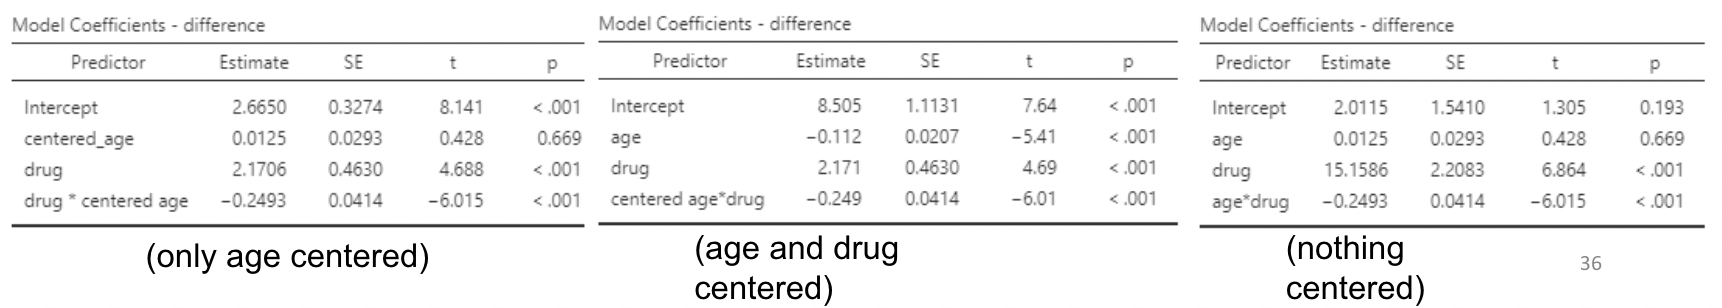 Model Coefficients - difference
Predictor Estimate SE t p
Intercept 2.6650 0.3274 8.141 < .001
centered_age 0.0125 0.0293 0.428 0.669
drug 2.1706 0.4630 4.688 < .001
drug * centered age −0.2493 0.0414 −6.015 < .001
(only age centered)
Model Coefficients - difference
Predictor Estimate SE t p
Intercept 8.505 1.1131 7.64 < .001
age −0.112 0.0207 −5.41 < .001
drug 2.171 0.4630 4.69 < .001
centered age*drug −0.249 0.0414 −6.01 < .001
(age and drug
centered)
Model Coefficients - difference
Predictor Estimate SE t p
Intercept 2.0115 1.5410 1.305 0.193
age 0.0125 0.0293 0.428 0.669
drug 15.1586 2.2083 6.864 < .001
age*drug −0.2493 0.0414 −6.015 < .001
(nothing
centered)
36